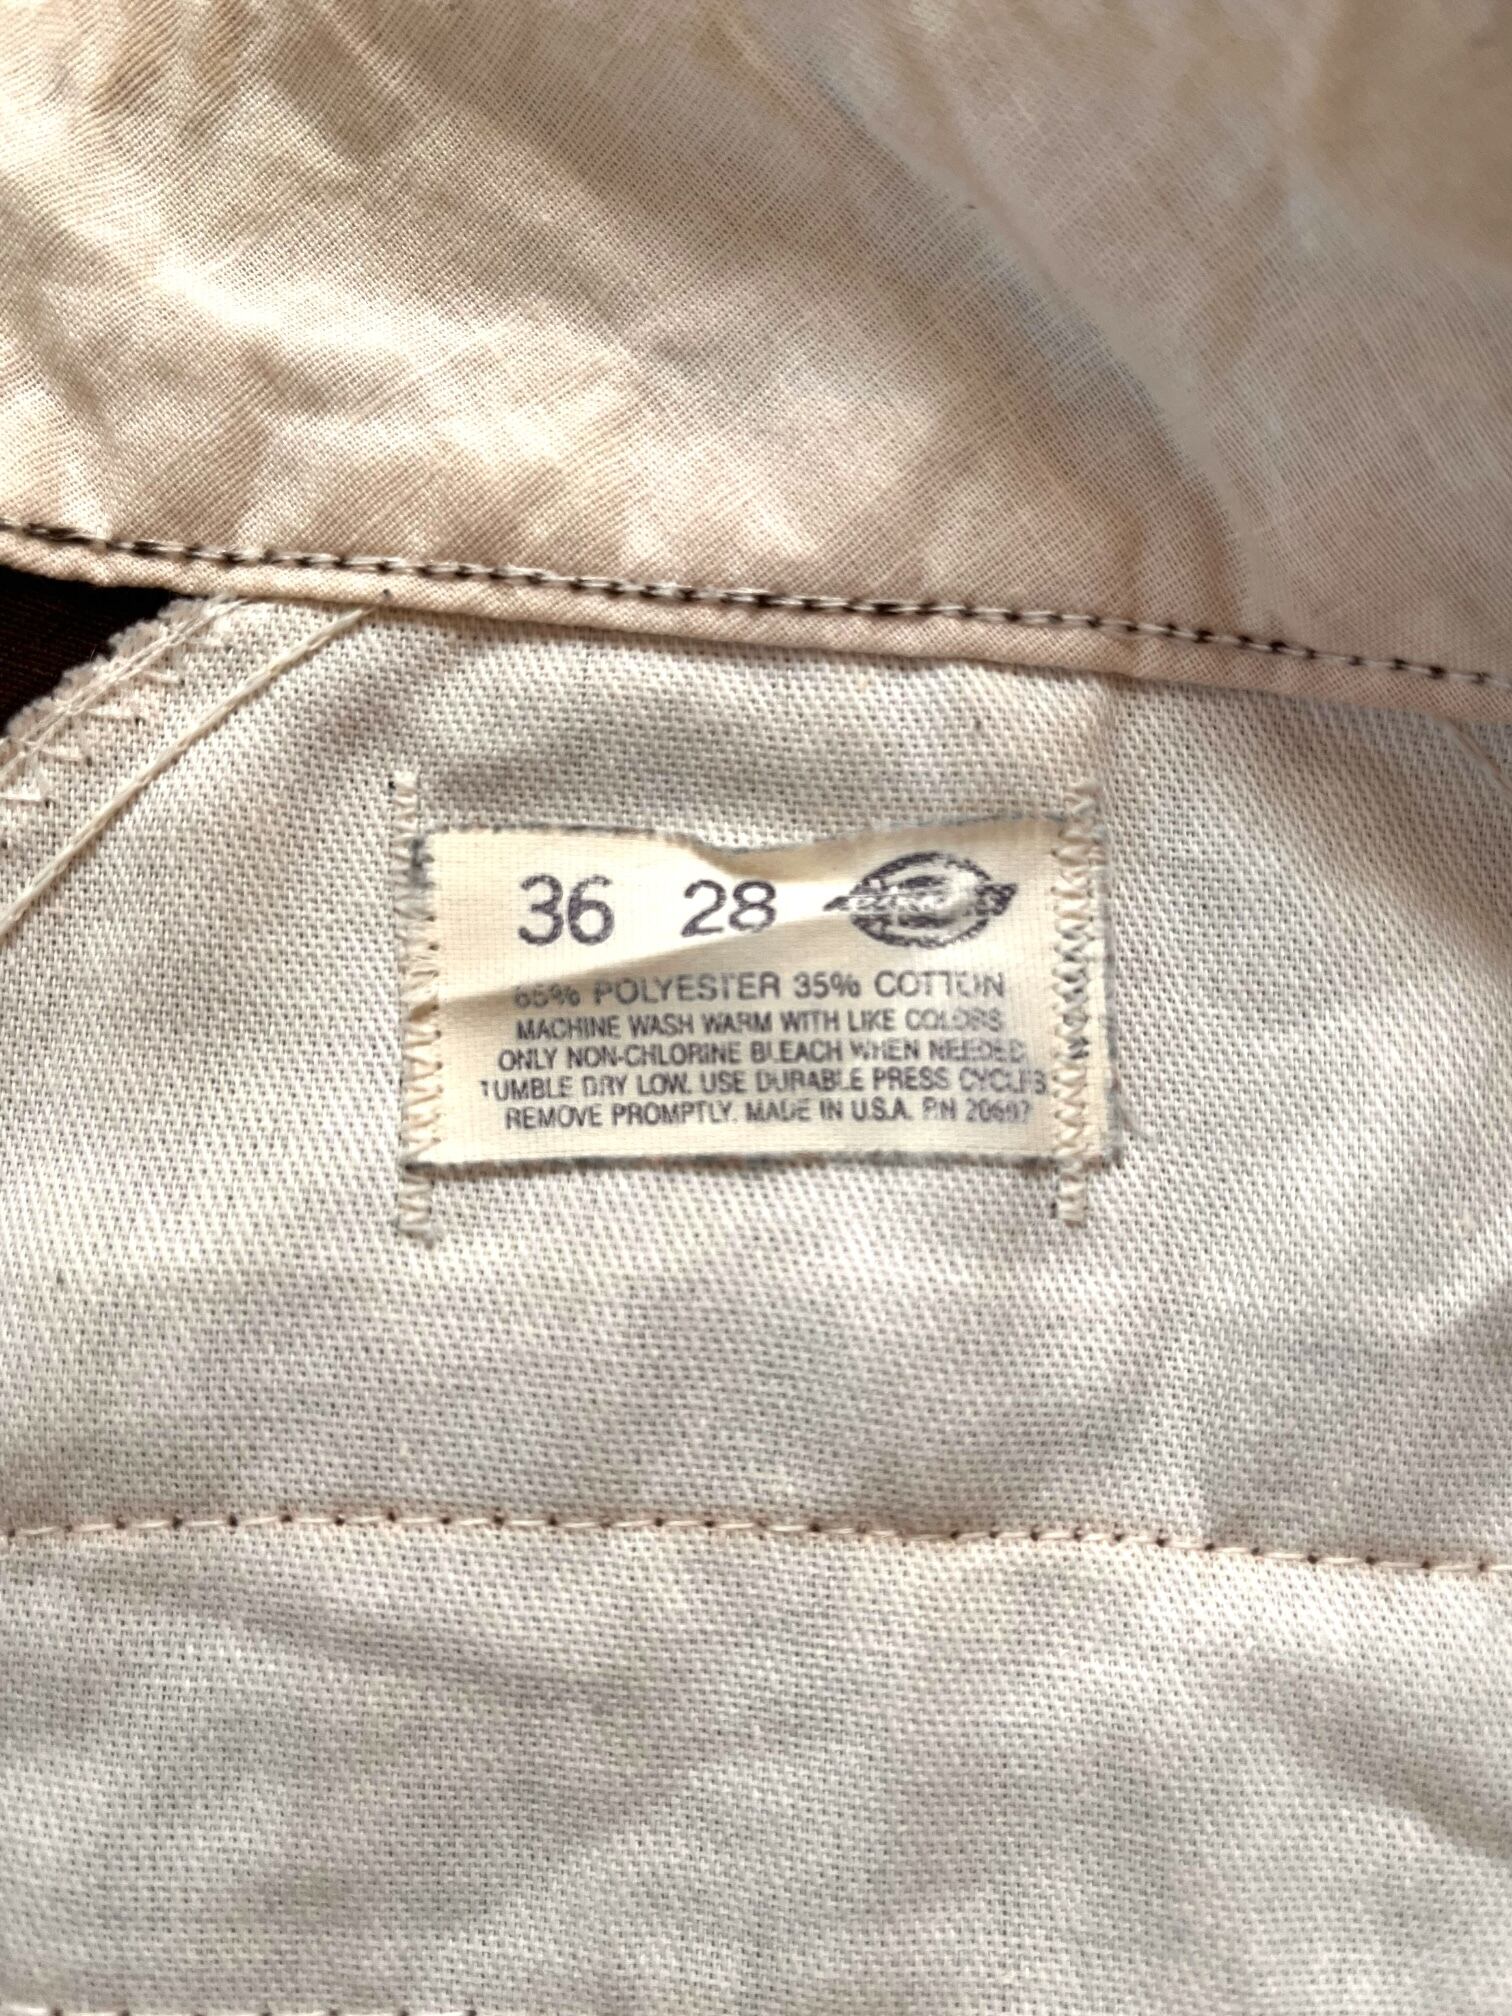 36 28
65% POLYESTER 35% COTTON
MACHINE WASH WARM WITH LIKE COLORS
ONLY NON-CHLORINE BLEACH WHEN NEEDED
TUMBLE DRY LOW. USE DURABLE PRESS CYCLES
REMOVE PROMPTLY. MADE IN U.S.A. RN